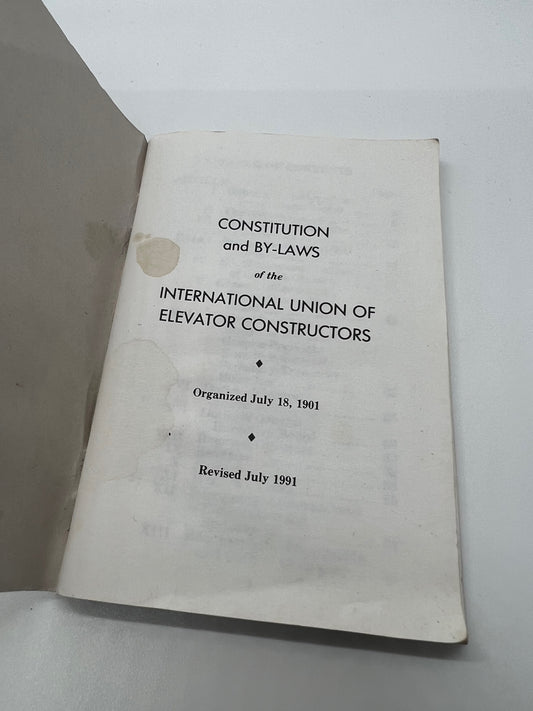 CONSTITUTION
and BY-LAWS
of the
INTERNATIONAL UNION OF
ELEVATOR CONSTRUCTORS
Organized July 18, 1901
Revised July 1991